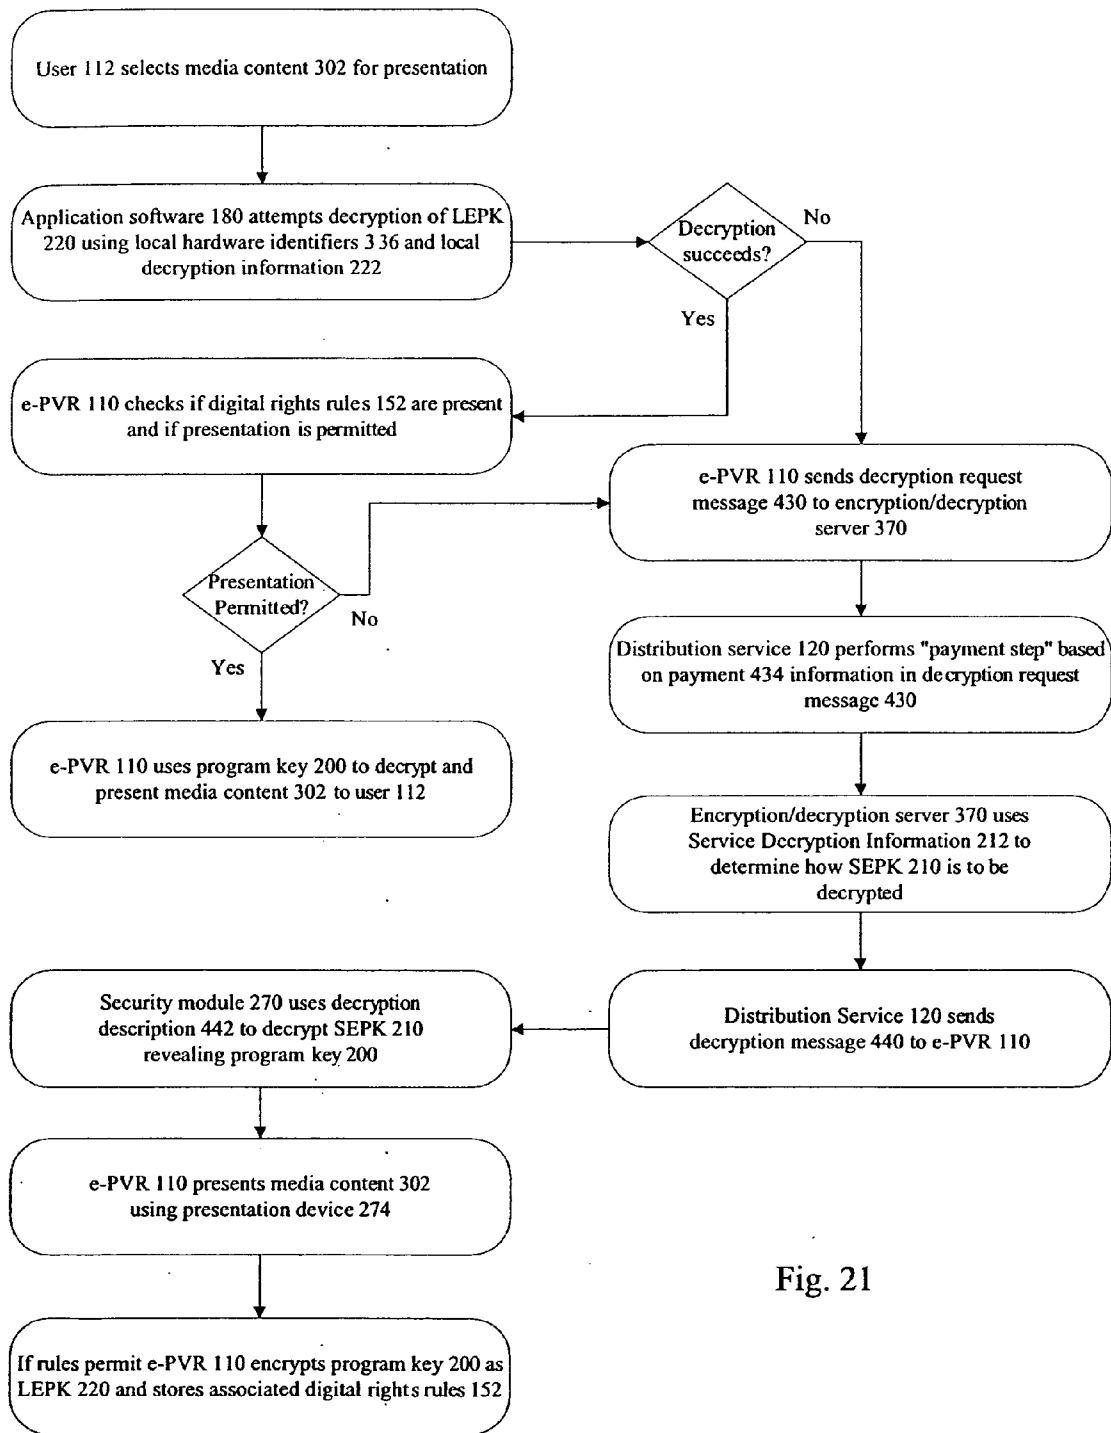 User 112 selects media content 302 for presentation
Application software 180 attempts decryption of LEPK
220 using local hardware identifiers 336 and local
decryption information 222
Decryption
succeeds?
No
Yes
e-PVR 110 checks if digital rights rules 152 are present
and if presentation is permitted
e-PVR 110 sends decryption request
message 430 to encryption/decryption
server 370
Presentation
Permitted?
No
Yes
Distribution service 120 performs "payment step" based
on payment 434 information in decryption request
message 430
e-PVR 110 uses program key 200 to decrypt and
present media content 302 to user 112
Encryption/decryption server 370 uses
Service Decryption Information 212 to
determine how SEPK 210 is to be
decrypted
Distribution Service 120 sends
decryption message 440 to e-PVR 110
Security module 270 uses decryption
description 442 to decrypt SEPK 210
revealing program key 200
e-PVR 110 presents media content 302
using presentation device 274
If rules permit e-PVR 110 encrypts program key 200 as
LEPK 220 and stores associated digital rights rules 152
Fig. 21